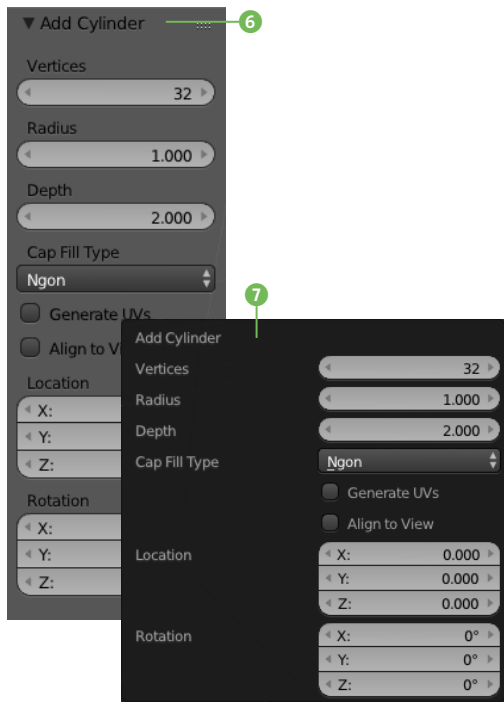 ▼ Add Cylinder
6
Vertices
32
Radius
1.000
Depth
2.000
Cap Fill Type
Ngon
Generate UVs
Align to Vi
Location
X:
Y:
Z:
Rotation
X:
Y:
Z:
7
Add Cylinder
Vertices 32
Radius 1.000
Depth 2.000
Cap Fill Type Ngon
Generate UVs
Align to View
Location X: 0.000
Y: 0.000
Z: 0.000
Rotation X: 0°
Y: 0°
Z: 0°